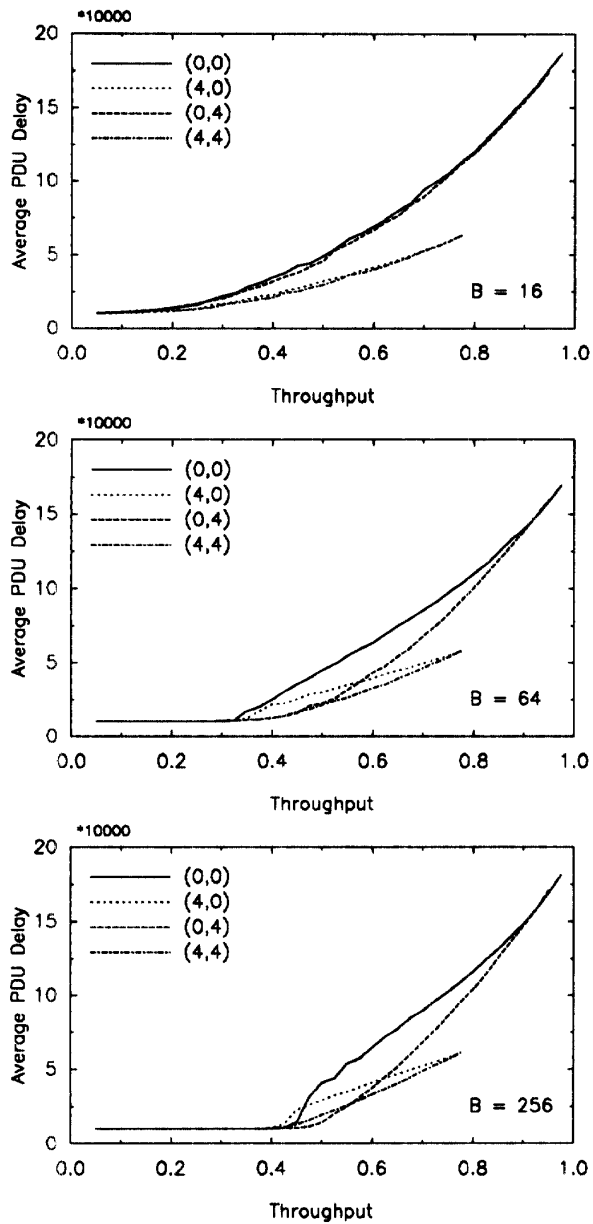 *10000
20
15
10
5
0
Average PDU Delay
(0,0)
(4,0)
(0,4)
(4,4)
B = 16
0.0 0.2 0.4 0.6 0.8 1.0
Throughput
*10000
20
15
10
5
0
Average PDU Delay
(0,0)
(4,0)
(0,4)
(4,4)
B = 64
0.0 0.2 0.4 0.6 0.8 1.0
Throughput
*10000
20
15
10
5
0
Average PDU Delay
(0,0)
(4,0)
(0,4)
(4,4)
B = 256
0.0 0.2 0.4 0.6 0.8 1.0
Throughput